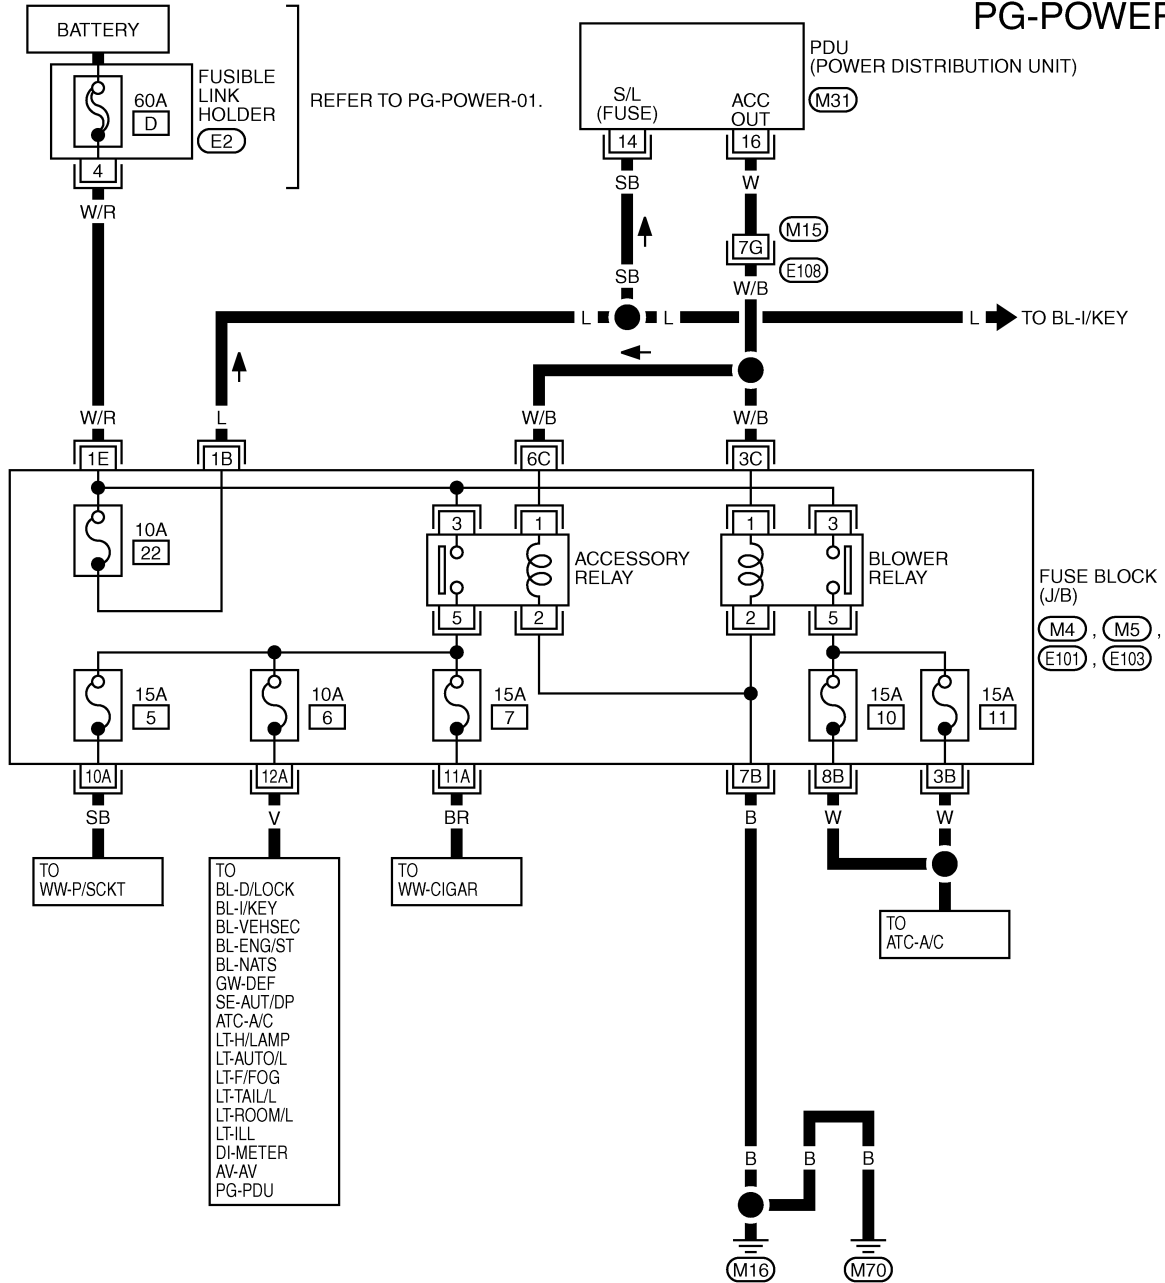 PG-POWER
BATTERY
60A
D
FUSIBLE
LINK
HOLDER
E2
4
W/R
REFER TO PG-POWER-01.
S/L
(FUSE)
ACC
OUT
PDU
(POWER DISTRIBUTION UNIT)
M31
14
16
SB
W
7G
M15
E108
SB
W/B
L
L
L
TO BL-I/KEY
W/R
L
W/B
W/B
1E
1B
6C
3C
10A
22
3
1
5
2
ACCESSORY
RELAY
1
3
2
5
BLOWER
RELAY
FUSE BLOCK
(J/B)
M4 , M5 ,
E101 , E103
15A
5
10A
6
15A
7
15A
10
15A
11
10A
12A
11A
7B
8B
3B
SB
V
BR
B
W
W
TO
WW-P/SCKT
TO
BL-D/LOCK
BL-I/KEY
BL-VEHSEC
BL-ENG/ST
BL-NATS
GW-DEF
SE-AUT/DP
ATC-A/C
LT-H/LAMP
LT-AUTO/L
LT-F/FOG
LT-TAIL/L
LT-ROOM/L
LT-ILL
DI-METER
AV-AV
PG-PDU
TO
WW-CIGAR
TO
ATC-A/C
B
B
B
M16
M70